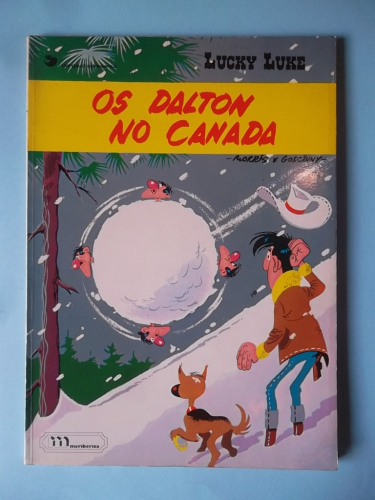 LUCKY LUKE
OS DALTON
NO CANADA
-MORRIS & GOSCINNY-
m
meribérica